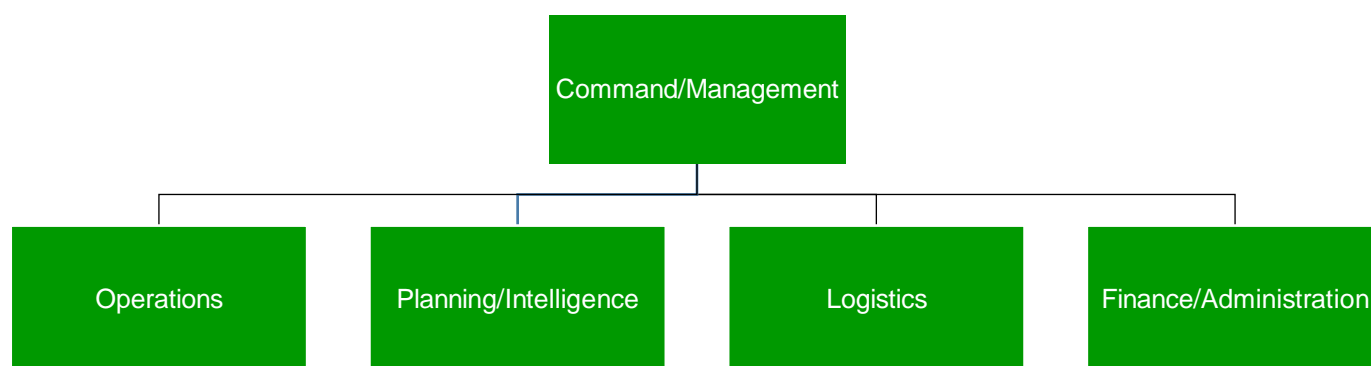 Command/Management
Operations
Planning/Intelligence
Logistics
Finance/Administration